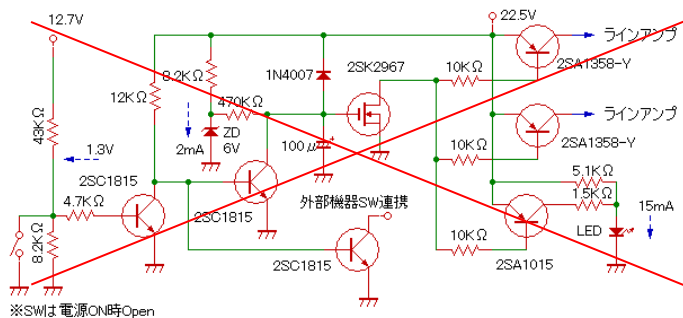 12.7V
22.5V
ラインアンプ
8.2KΩ
1N4007
2SK2967
10KΩ
2SA1358-Y
12KΩ
470KΩ
43KΩ
ZD
6V
2mA
100μ
ラインアンプ
1.3V
10KΩ
2SA1358-Y
2SC1815
5.1KΩ
4.7KΩ
2SC1815
外部機器SW連携
1.5KΩ
15mA
LED
8.2KΩ
10KΩ
2SC1815
2SA1015
※SWは電源ON時Open